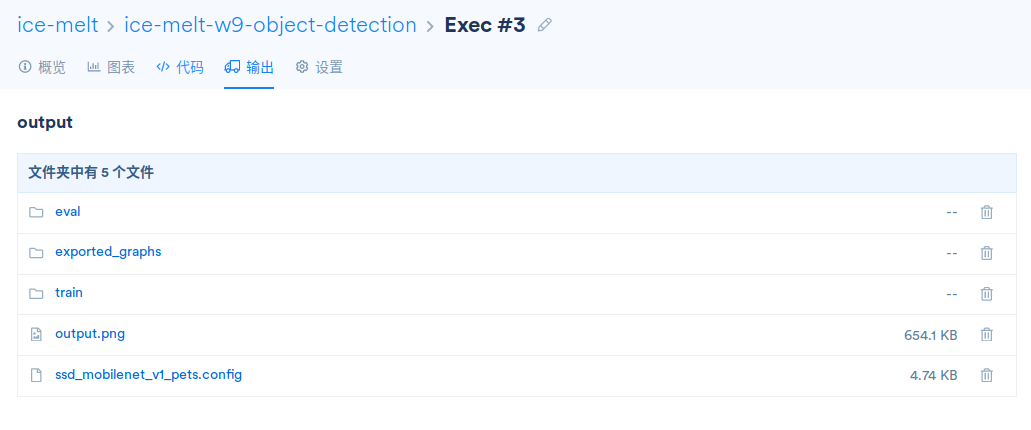 ice-melt > ice-melt-w9-object-detection > Exec #3
概览 图表 代码 输出 设置
output
文件夹中有 5 个文件
eval --
exported_graphs --
train --
output.png 654.1 KB
ssd_mobilenet_v1_pets.config 4.74 KB